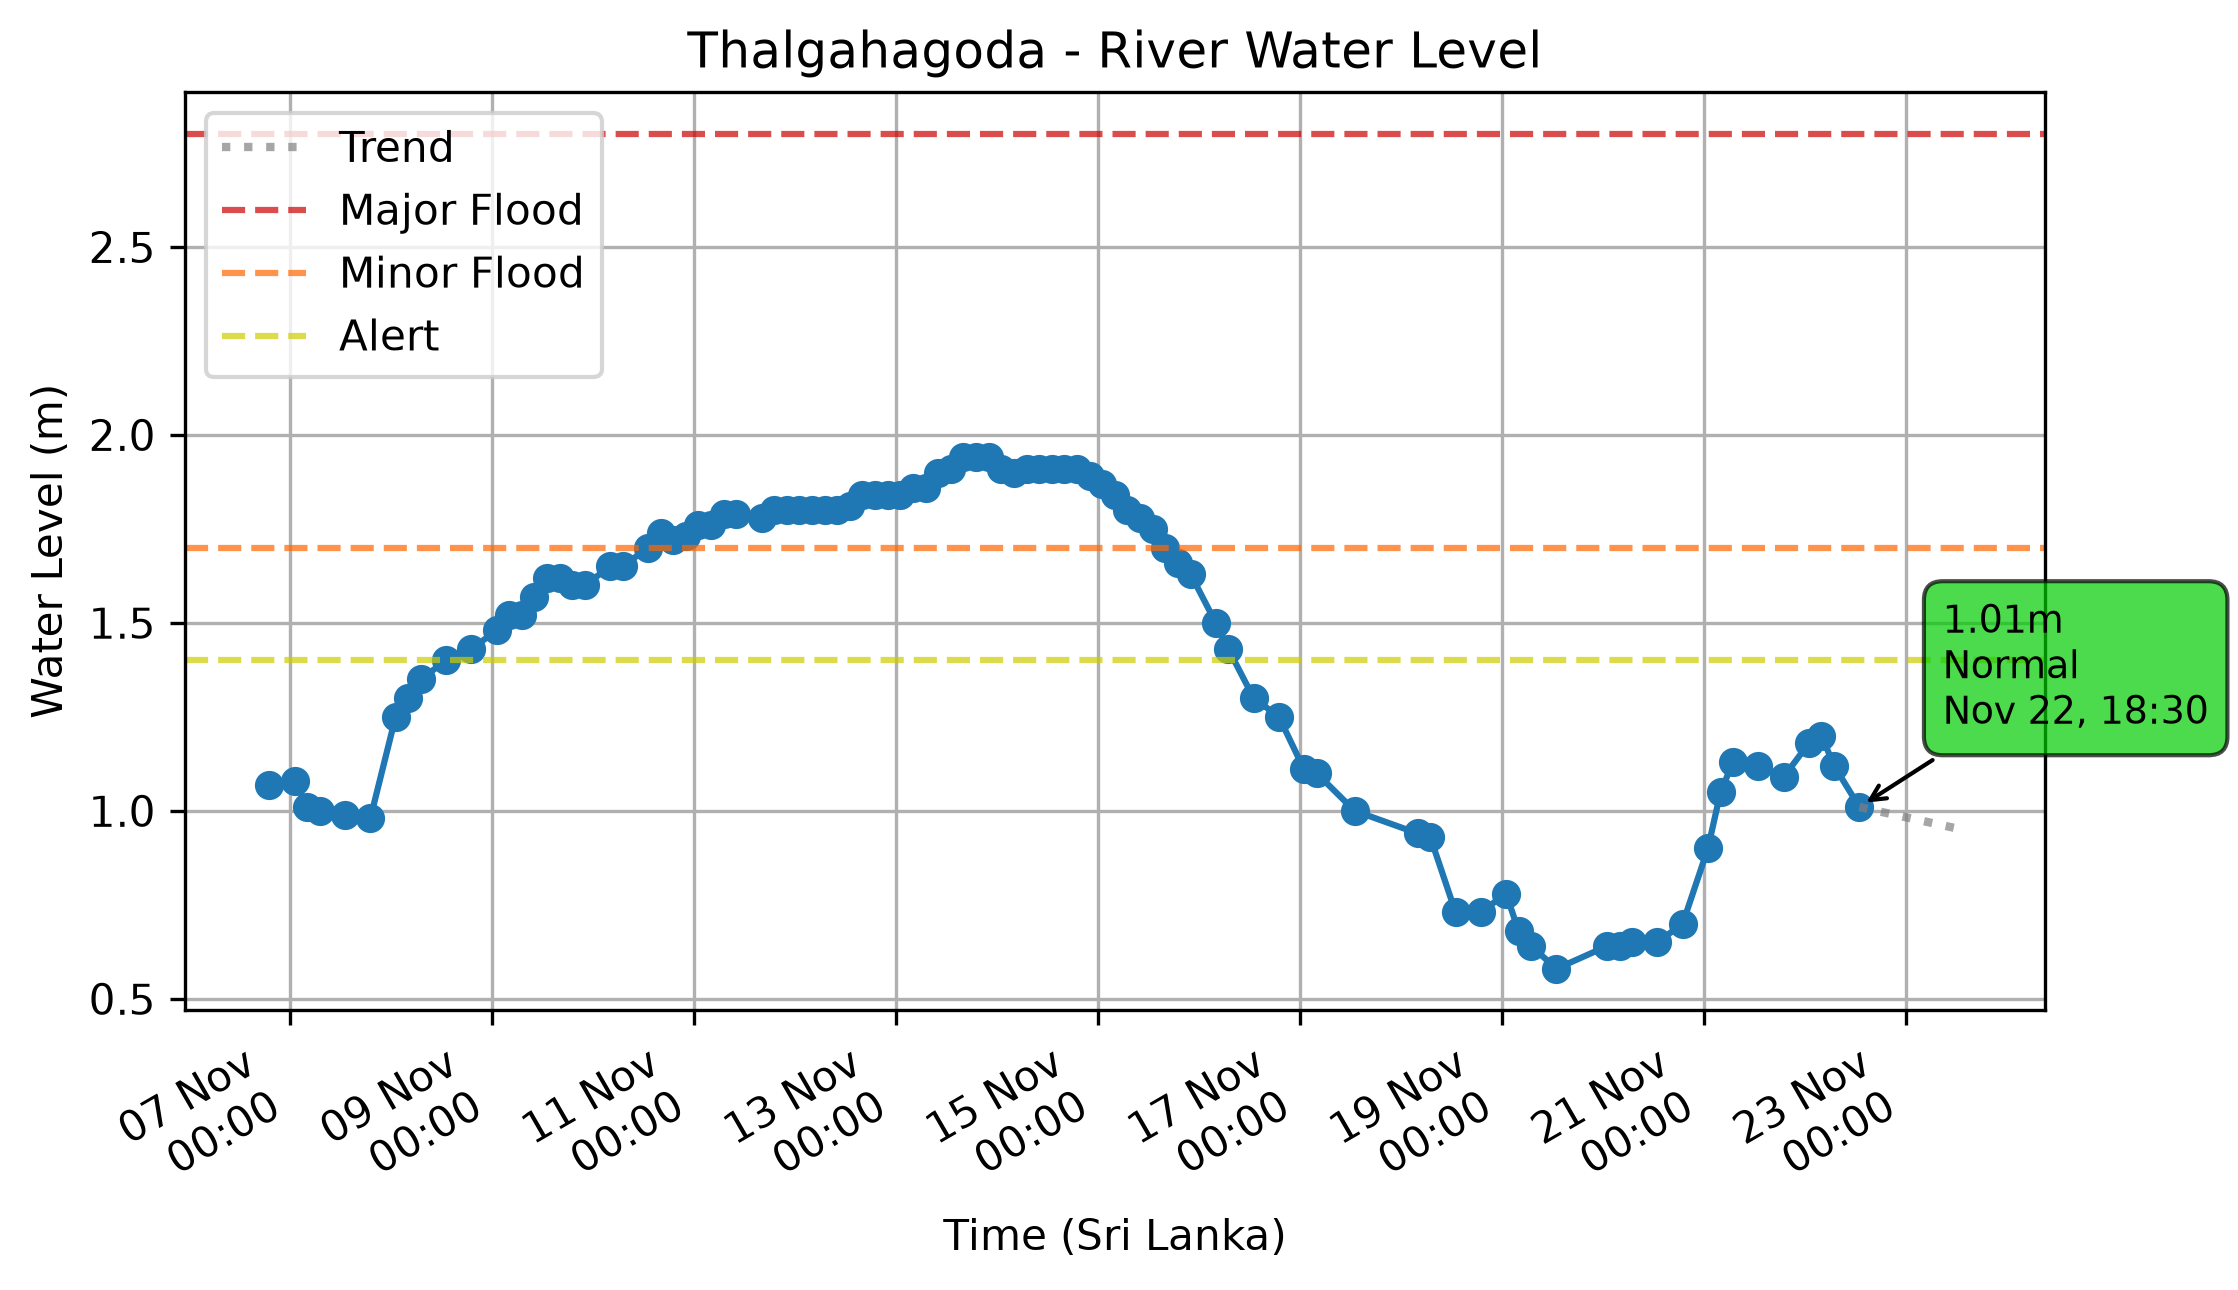 Thalgahagoda - River Water Level
Trend
Major Flood
Minor Flood
Alert
Water Level (m)
2.5
2.0
1.5
1.0
0.5
1.01m
Normal
Nov 22, 18:30
07 Nov
00:00
09 Nov
00:00
11 Nov
00:00
13 Nov
00:00
15 Nov
00:00
17 Nov
00:00
19 Nov
00:00
21 Nov
00:00
23 Nov
00:00
Time (Sri Lanka)